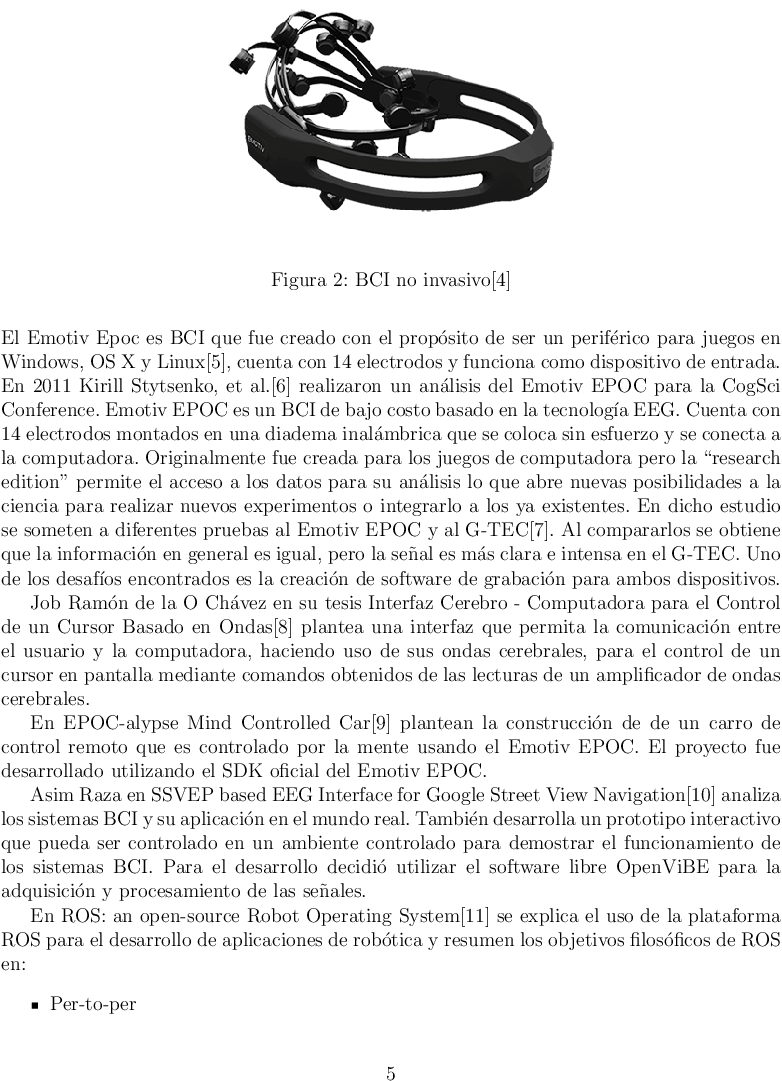 EMOTIV
Figura 2: BCI no invasivo[4]
El Emotiv Epoc es BCI que fue creado con el propósito de ser un periférico para juegos en
Windows, OS X y Linux[5], cuenta con 14 electrodos y funciona como dispositivo de entrada.
En 2011 Kirill Stytsenko, et al.[6] realizaron un análisis del Emotiv EPOC para la CogSci
Conference. Emotiv EPOC es un BCI de bajo costo basado en la tecnología EEG. Cuenta con
14 electrodos montados en una diadema inalámbrica que se coloca sin esfuerzo y se conecta a
la computadora. Originalmente fue creada para los juegos de computadora pero la “research
edition” permite el acceso a los datos para su análisis lo que abre nuevas posibilidades a la
ciencia para realizar nuevos experimentos o integrarlo a los ya existentes. En dicho estudio
se someten a diferentes pruebas al Emotiv EPOC y al G-TEC[7]. Al compararlos se obtiene
que la información en general es igual, pero la señal es más clara e intensa en el G-TEC. Uno
de los desafíos encontrados es la creación de software de grabación para ambos dispositivos.
Job Ramón de la O Chávez en su tesis Interfaz Cerebro - Computadora para el Control
de un Cursor Basado en Ondas[8] plantea una interfaz que permita la comunicación entre
el usuario y la computadora, haciendo uso de sus ondas cerebrales, para el control de un
cursor en pantalla mediante comandos obtenidos de las lecturas de un amplificador de ondas
cerebrales.
En EPOC-alypse Mind Controlled Car[9] plantean la construcción de de un carro de
control remoto que es controlado por la mente usando el Emotiv EPOC. El proyecto fue
desarrollado utilizando el SDK oficial del Emotiv EPOC.
Asim Raza en SSVEP based EEG Interface for Google Street View Navigation[10] analiza
los sistemas BCI y su aplicación en el mundo real. También desarrolla un prototipo interactivo
que pueda ser controlado en un ambiente controlado para demostrar el funcionamiento de
los sistemas BCI. Para el desarrollo decidió utilizar el software libre OpenViBE para la
adquisición y procesamiento de las señales.
En ROS: an open-source Robot Operating System[11] se explica el uso de la plataforma
ROS para el desarrollo de aplicaciones de robótica y resumen los objetivos filosóficos de ROS
en:
▪ Per-to-per
5